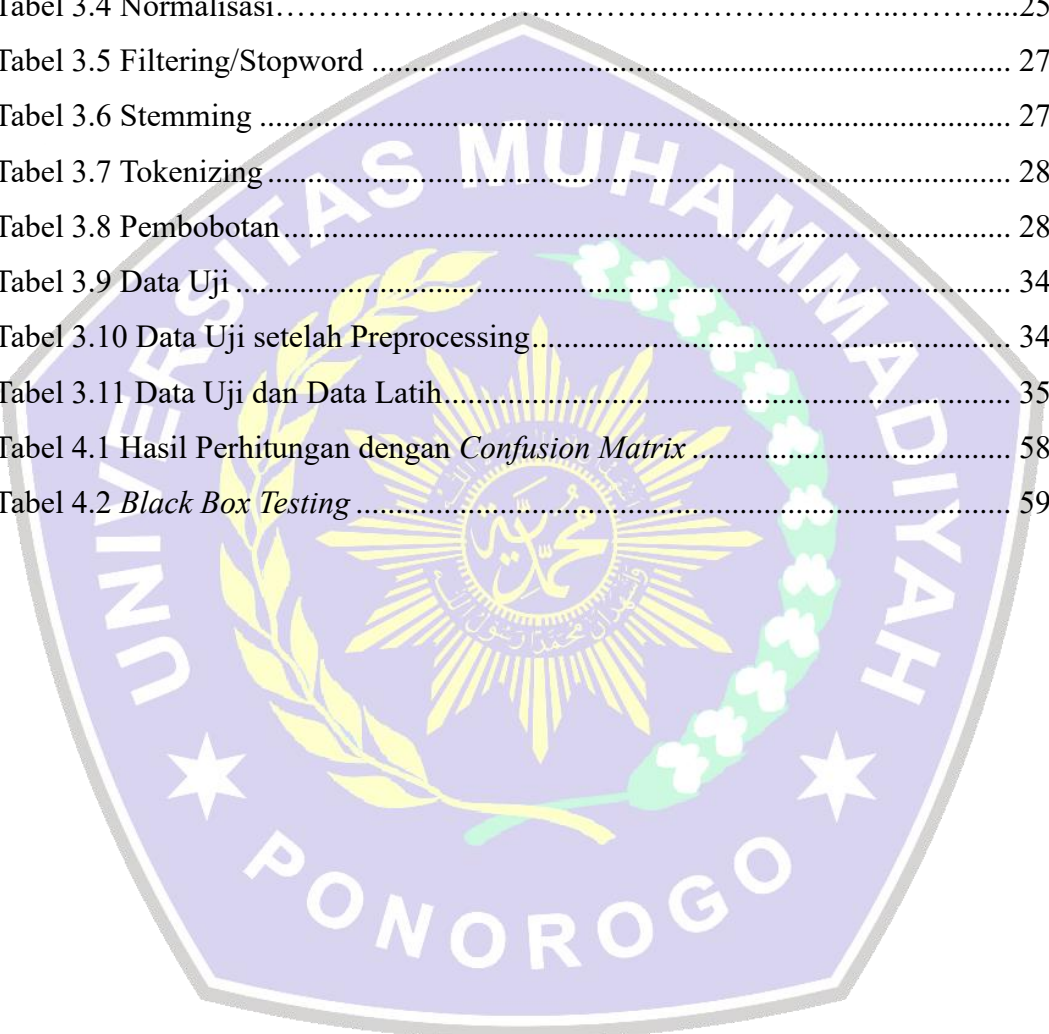 Tabel 3.4 Normalisasi……………………………………………………………..………...25
Tabel 3.5 Filtering/Stopword ................................................................................. 27
Tabel 3.6 Stemming ............................................................................................... 27
Tabel 3.7 Tokenizing .............................................................................................. 28
Tabel 3.8 Pembobotan ............................................................................................ 28
Tabel 3.9 Data Uji .................................................................................................. 34
Tabel 3.10 Data Uji setelah Preprocessing ............................................................. 34
Tabel 3.11 Data Uji dan Data Latih ........................................................................ 35
Tabel 4.1 Hasil Perhitungan dengan Confusion Matrix ......................................... 58
Tabel 4.2 Black Box Testing ................................................................................... 59
UNIVERSITAS MUHAMMADIYAH
PONOROGO